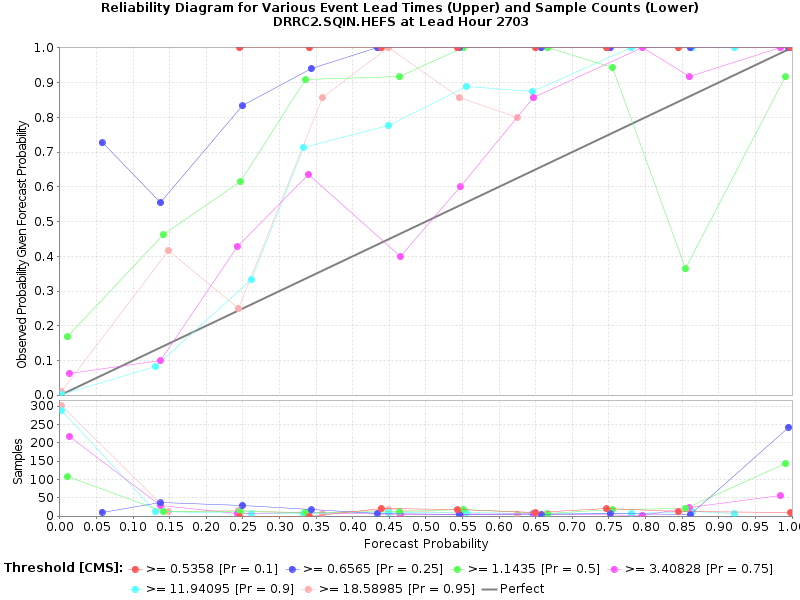 Reliability Diagram for Various Event Lead Times (Upper) and Sample Counts (Lower)
DRRC2.SQIN.HEFS at Lead Hour 2703
Observed Probability Given Forecast Probability
1.0
0.9
0.8
0.7
0.6
0.5
0.4
0.3
0.2
0.1
0.0
Samples
300
250
200
150
100
50
0
0.00 0.05 0.10 0.15 0.20 0.25 0.30 0.35 0.40 0.45 0.50 0.55 0.60 0.65 0.70 0.75 0.80 0.85 0.90 0.95 1.0
Forecast Probability
Threshold [CMS]: >= 0.5358 [Pr = 0.1] >= 0.6565 [Pr = 0.25] >= 1.1435 [Pr = 0.5] >= 3.40828 [Pr = 0.75]
>= 11.94095 [Pr = 0.9] >= 18.58985 [Pr = 0.95] Perfect